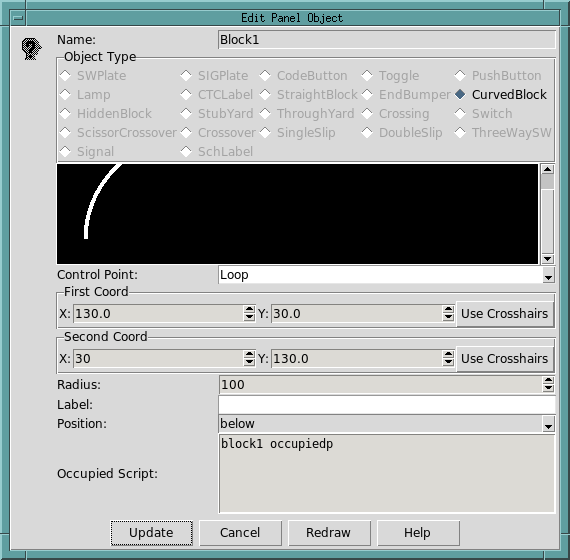 Edit Panel Object
Name: Block1
Object Type
SWPlate SIGPlate CodeButton Toggle PushButton
Lamp CTCLabel StraightBlock EndBumper CurvedBlock
HiddenBlock StubYard ThroughYard Crossing Switch
ScissorCrossover Crossover SingleSlip DoubleSlip ThreeWaySW
Signal SchLabel
Control Point: Loop
First Coord
X: 130.0 Y: 30.0 Use Crosshairs
Second Coord
X: 30 Y: 130.0 Use Crosshairs
Radius: 100
Label:
Position: below
block1 occupiedp
Occupied Script:
Update Cancel Redraw Help